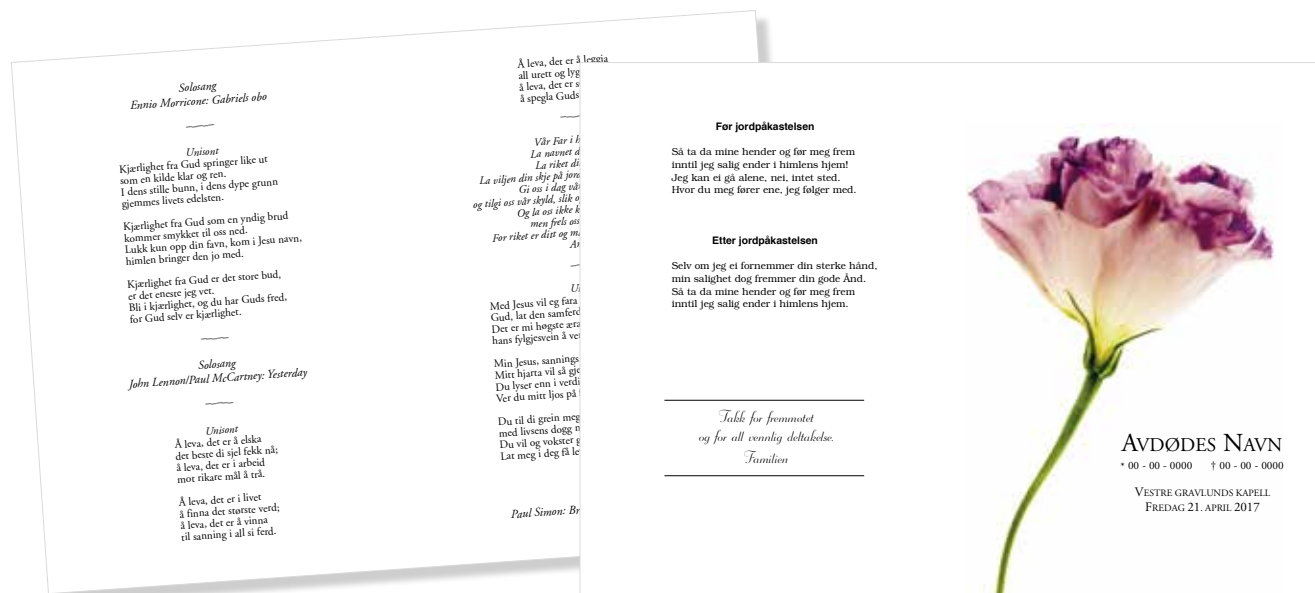 Solosang
Ennio Morricone: Gabriels obo
Unisont
Kjærlighet fra Gud springer like ut
som en kilde klar og ren.
I dens stille bunn, i dens dype grunn
gjemmes livets edelsten.
Kjærlighet fra Gud som en yndig brud
kommer smykket til oss ned.
Lukk kun opp din favn, kom i Jesu navn,
himlen bringer den jo med.
Kjærlighet fra Gud er det store bud,
er det eneste jeg vet.
Bli i kjærlighet, og du har Guds fred,
for Gud selv er kjærlighet.
Solosang
John Lennon/Paul McCartney: Yesterday
Unisont
Å leva, det er å elska
det beste di sjel fekk nå;
å leva, det er i arbeid
mot rikare mål å trå.
Å leva, det er i livet
å finna det største verd;
å leva, det er å vinna
til sanning i all si ferd.
Å leva, det er å leggja
all urett og
å leva, det er
å spegla Guds
Vår Far i
La navnet
La riket
La viljen din skje på
Gi oss i dag
og tilgi oss vår skyld, slik
Og la oss ikke
men frels
For riket er ditt og
Med Jesus vil eg fara
Gud, lat den
Det er mi høgste
hans fylgjesvein å
Min Jesus,
Mitt hjarta vil så
Du lyser enn i
Ver du mitt ljos på
Du til di grein meg
med livsens dogg
Du vil og vokster
Lat meg i deg få
Paul Simon:
Før jordpåkastelsen
Så ta da mine hender og før meg frem
inntil jeg salig ender i himlens hjem!
Jeg kan ei gå alene, nei, intet sted.
Hvor du meg fører ene, jeg følger med.
Etter jordpåkastelsen
Selv om jeg ei fornemmer din sterke hånd,
min salighet dog fremmer din gode Ånd.
Så ta da mine hender og før meg frem
inntil jeg salig ender i himlens hjem.
Takk for fremmøtet
og for all vennlig deltakelse.
Familien
Avdødes Navn
* 00 - 00 - 0000 † 00 - 00 - 0000
Vestre gravlunds kapell
Fredag 21. april 2017